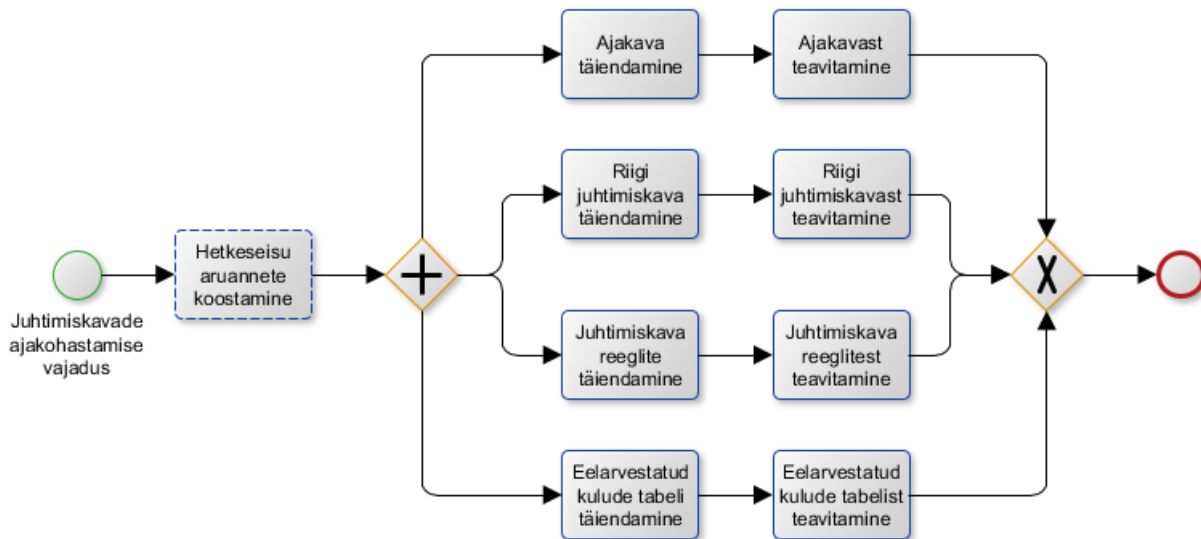 Juhtimiskavade
ajakohastamise
vajadus
Hetkeseisu
aruannete
koostamine
Ajakava
täiendamine
Ajakavast
teavitamine
Riigi
juhtimiskava
täiendamine
Riigi
juhtimiskavast
teavitamine
Juhtimiskava
reeglite
täiendamine
Juhtimiskava
reeglitest
teavitamine
Eelarvestatud
kulude tabeli
täiendamine
Eelarvestatud
kulude tabelist
teavitamine